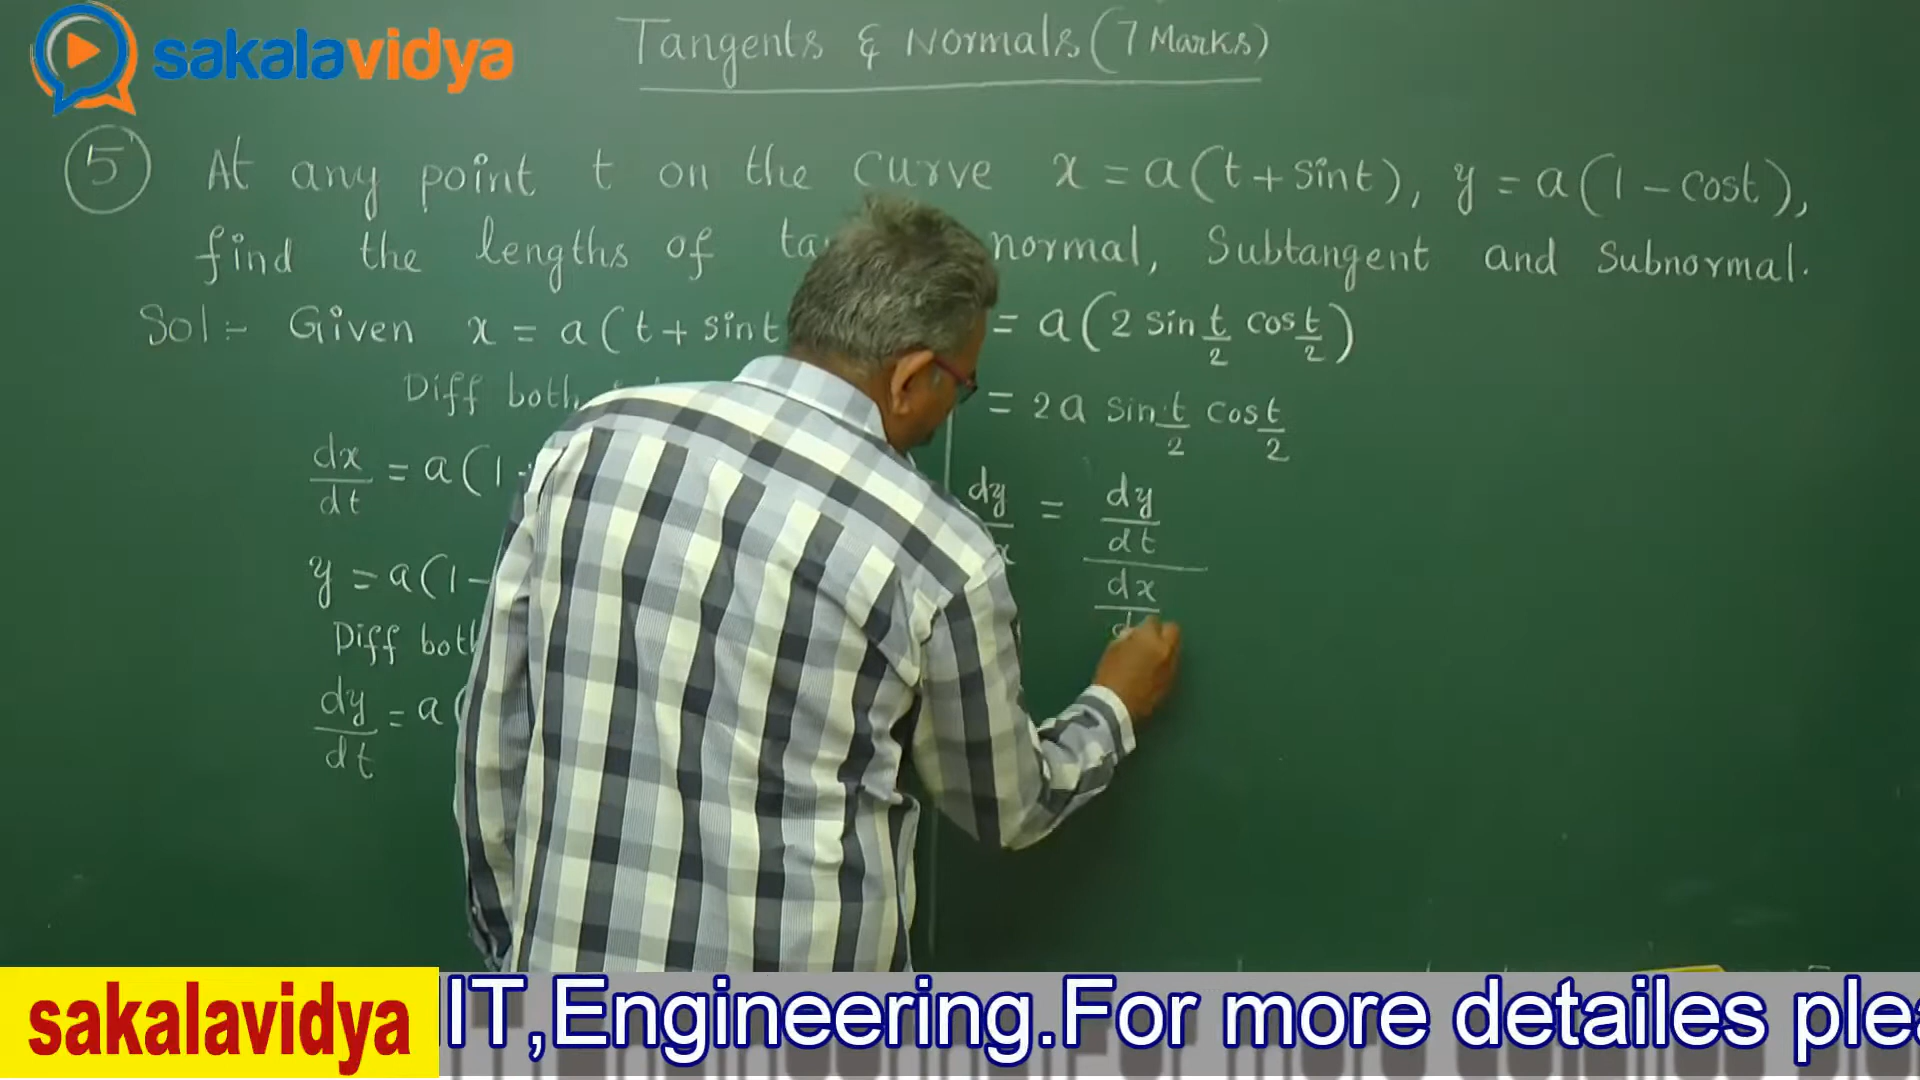 sakalavidya
Tangents & Normals (7 Marks)
5 At any point t on the curve x = a(t + sint), y = a(1 - cost),
find the lengths of normal, Subtangent and Subnormal.
Sol:- Given x = a(t + sint
Diff both
dx/dt = a(1
y = a(1-
Diff both
dy/dt = a(
= a(2 sin t/2 cos t/2)
= 2a sin t/2 cos t/2
dy = dy/dt
dx
sakalavidya
IIT,Engineering.For more detailes